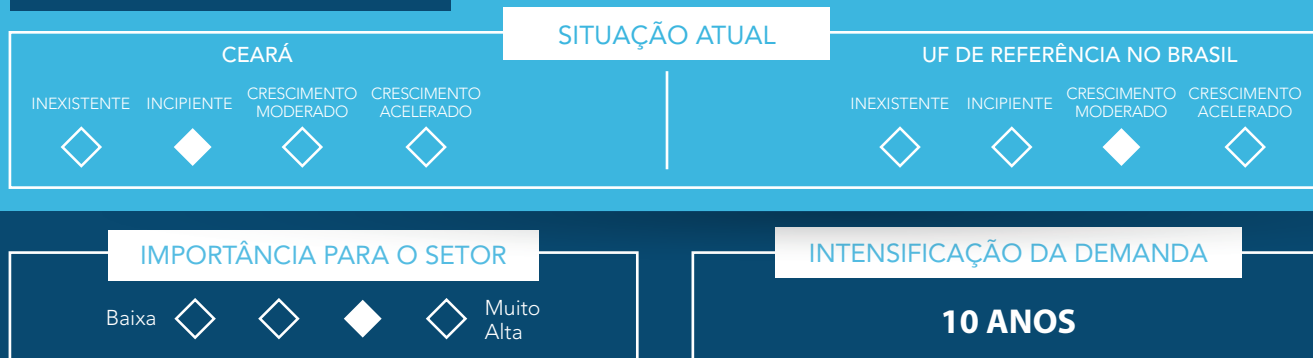 SITUAÇÃO ATUAL
CEARÁ
INEXISTENTE
INCIPIENTE
CRESCIMENTO
MODERADO
CRESCIMENTO
ACELERADO
UF DE REFERÊNCIA NO BRASIL
INEXISTENTE
INCIPIENTE
CRESCIMENTO
MODERADO
CRESCIMENTO
ACELERADO
IMPORTÂNCIA PARA O SETOR
Baixa
Muito
Alta
INTENSIFICAÇÃO DA DEMANDA
10 ANOS